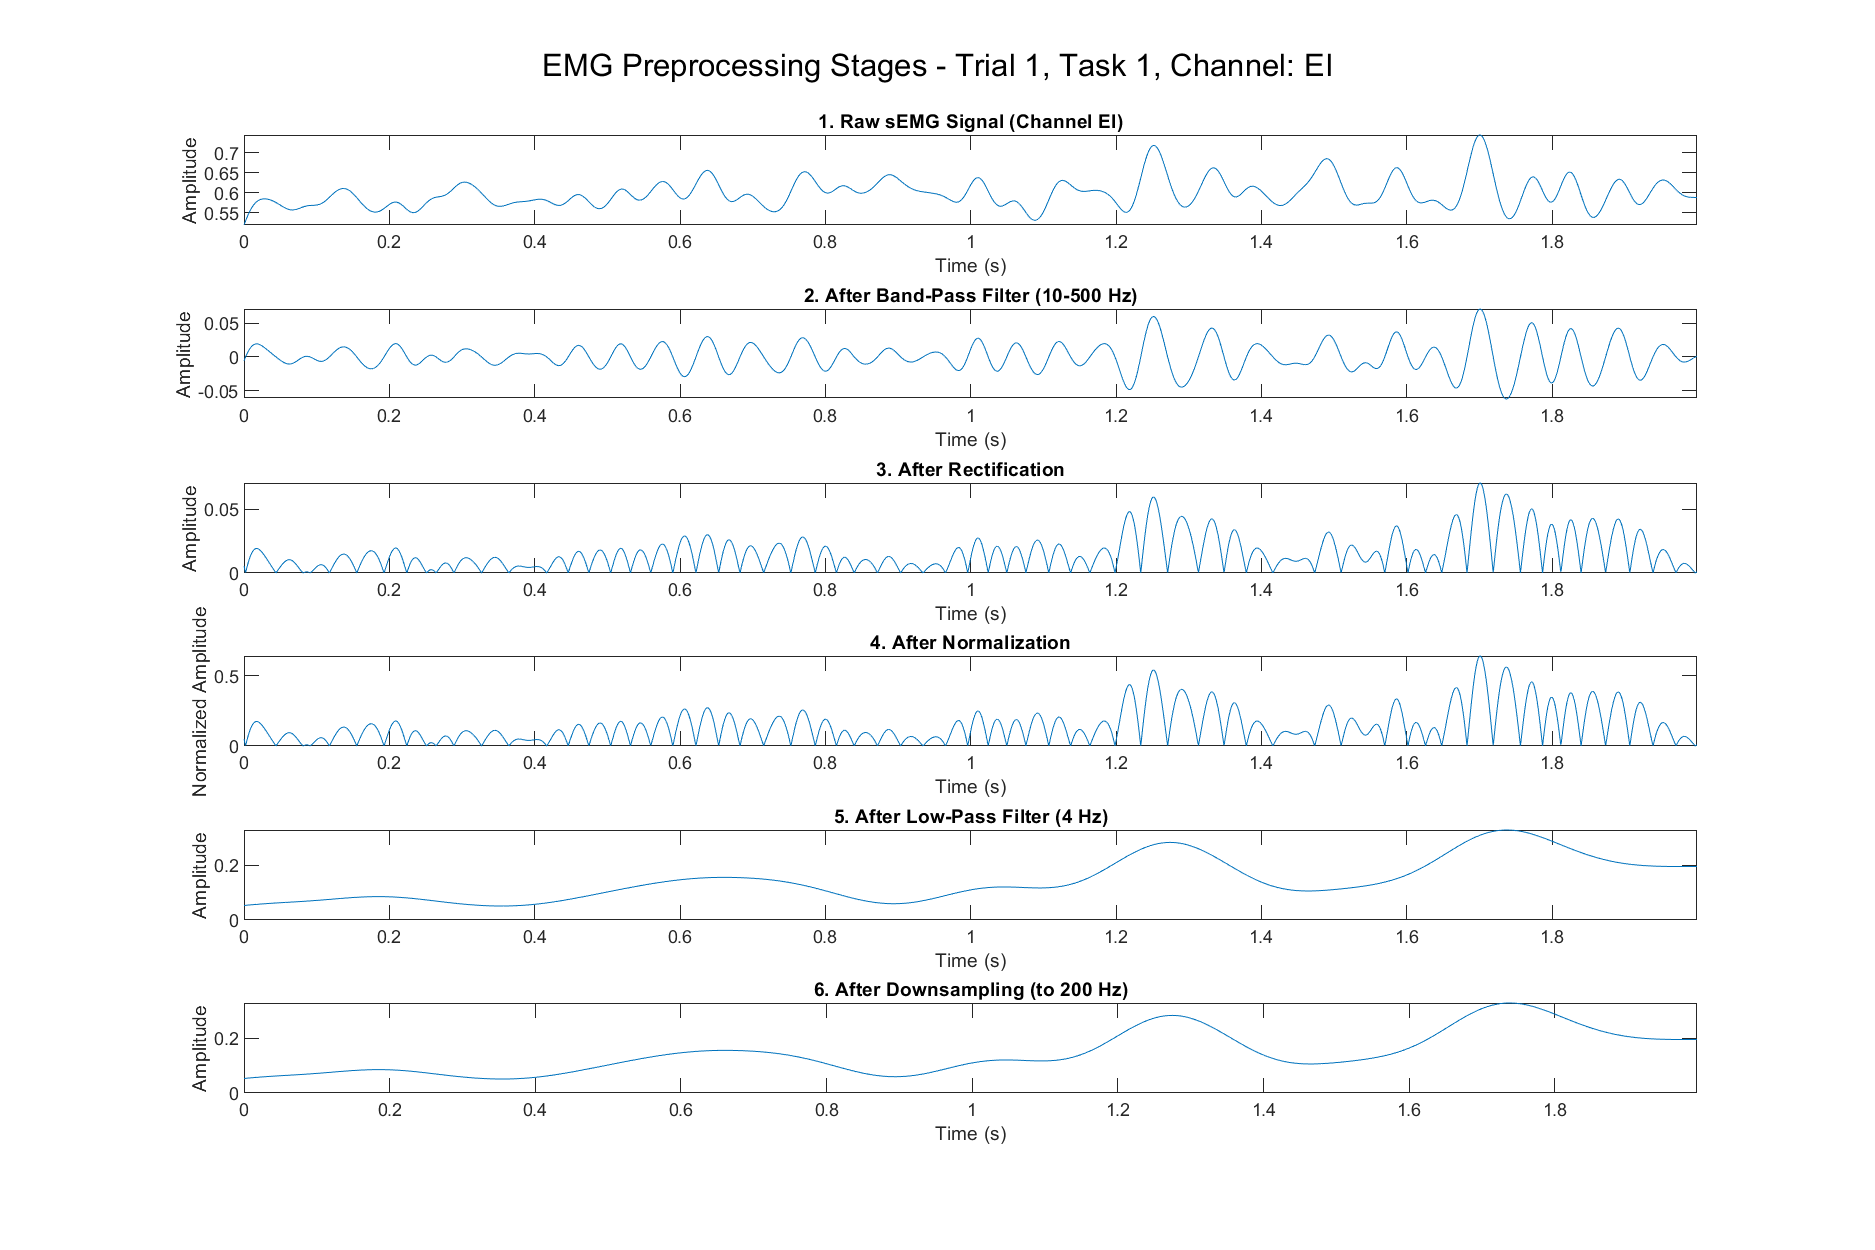 EMG Preprocessing Stages - Trial 1, Task 1, Channel: EI
1. Raw sEMG Signal (Channel EI)
Amplitude
0.7
0.65
0.6
0.55
0 0.2 0.4 0.6 0.8 1 1.2 1.4 1.6 1.8
Time (s)
2. After Band-Pass Filter (10-500 Hz)
Amplitude
0.05
0
-0.05
0 0.2 0.4 0.6 0.8 1 1.2 1.4 1.6 1.8
Time (s)
3. After Rectification
Amplitude
0.05
0
0 0.2 0.4 0.6 0.8 1 1.2 1.4 1.6 1.8
Time (s)
4. After Normalization
Normalized Amplitude
0.5
0
0 0.2 0.4 0.6 0.8 1 1.2 1.4 1.6 1.8
Time (s)
5. After Low-Pass Filter (4 Hz)
Amplitude
0.2
0
0 0.2 0.4 0.6 0.8 1 1.2 1.4 1.6 1.8
Time (s)
6. After Downsampling (to 200 Hz)
Amplitude
0.2
0
0 0.2 0.4 0.6 0.8 1 1.2 1.4 1.6 1.8
Time (s)